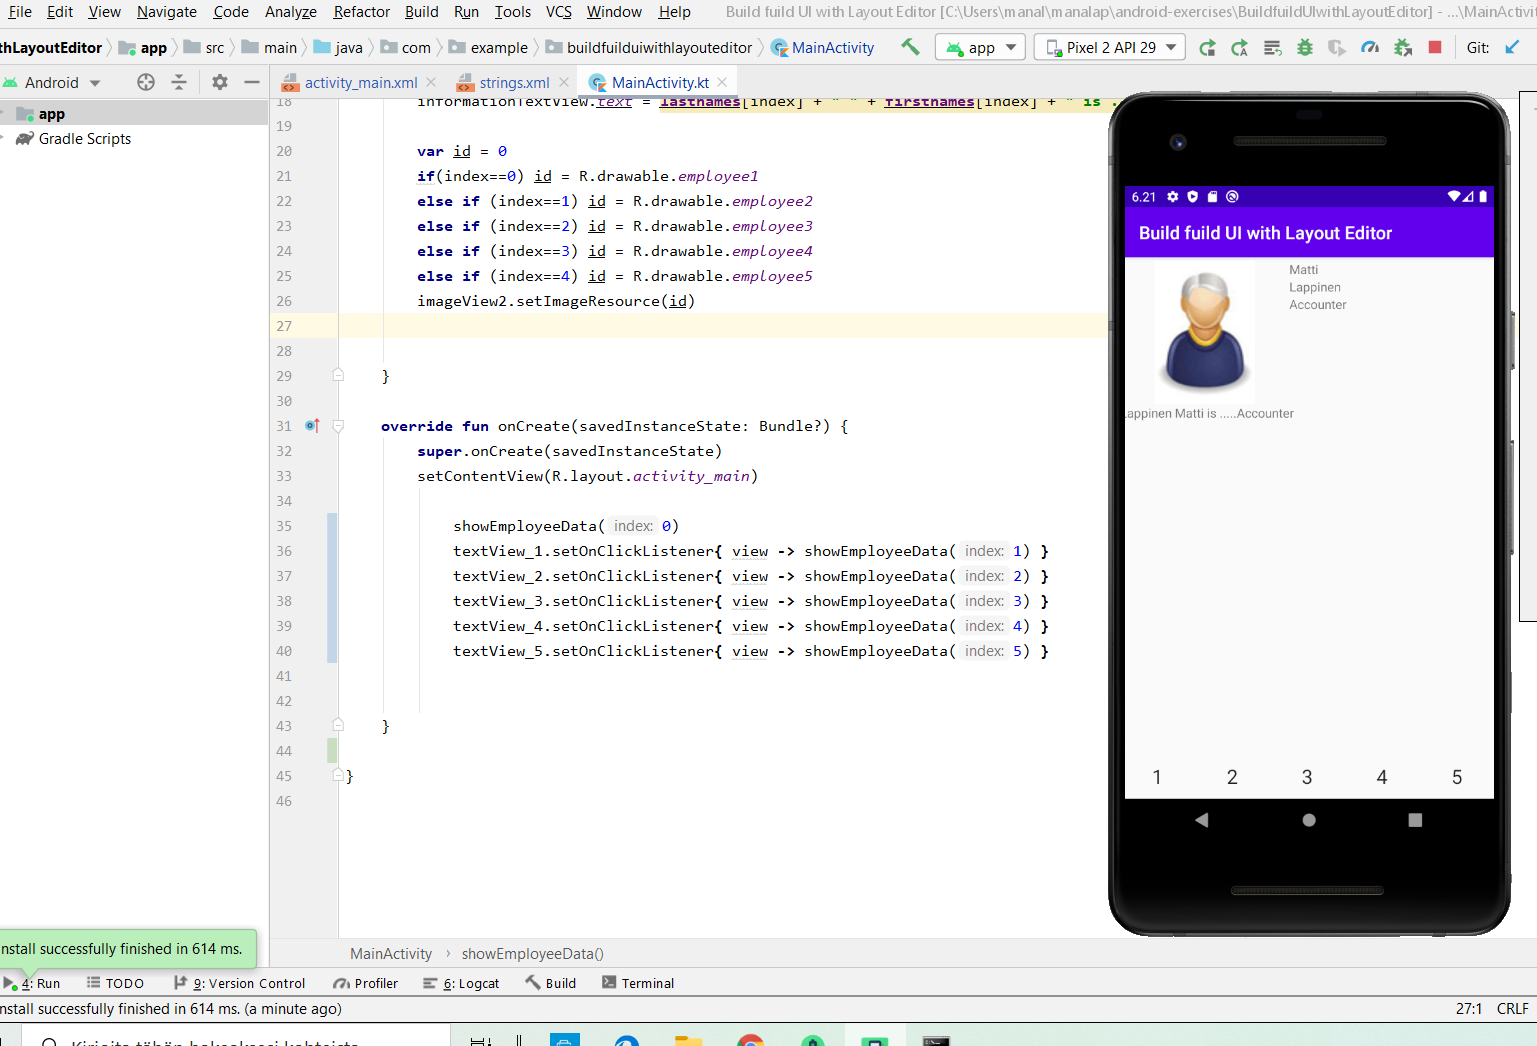 File Edit View Navigate Code Analyze Refactor Build Run Tools VCS Window Help Build fuild UI with Layout Editor [C:\Users\manal\manalap\android-exercises\BuildfuildUIwithLayoutEditor] - ...\MainActivi
hLayoutEditor app src main java com example buildfuilduiwithlayouteditor MainActivity app Pixel 2 API 29 Git:
Android activity_main.xml strings.xml MainActivity.kt
app
Gradle Scripts
18 informationTextView.text = lastnames[index] + " " + firstnames[index] + " is .
19
20 var id = 0
21 if(index==0) id = R.drawable.employee1
22 else if (index==1) id = R.drawable.employee2
23 else if (index==2) id = R.drawable.employee3
24 else if (index==3) id = R.drawable.employee4
25 else if (index==4) id = R.drawable.employee5
26 imageView2.setImageResource(id)
27
28
29 }
30
31 override fun onCreate(savedInstanceState: Bundle?) {
32 super.onCreate(savedInstanceState)
33 setContentView(R.layout.activity_main)
34
35 showEmployeeData( index: 0)
36 textView_1.setOnClickListener{ view -> showEmployeeData( index: 1) }
37 textView_2.setOnClickListener{ view -> showEmployeeData( index: 2) }
38 textView_3.setOnClickListener{ view -> showEmployeeData( index: 3) }
39 textView_4.setOnClickListener{ view -> showEmployeeData( index: 4) }
40 textView_5.setOnClickListener{ view -> showEmployeeData( index: 5) }
41
42
43 }
44
45 }
46
6.21
Build fuild UI with Layout Editor
Matti
Lappinen
Accounter
appinen Matti is .....Accounter
1 2 3 4 5
MainActivity › showEmployeeData()
nstall successfully finished in 614 ms.
4: Run TODO 9: Version Control Profiler 6: Logcat Build Terminal
nstall successfully finished in 614 ms. (a minute ago) 27:1 CRLF